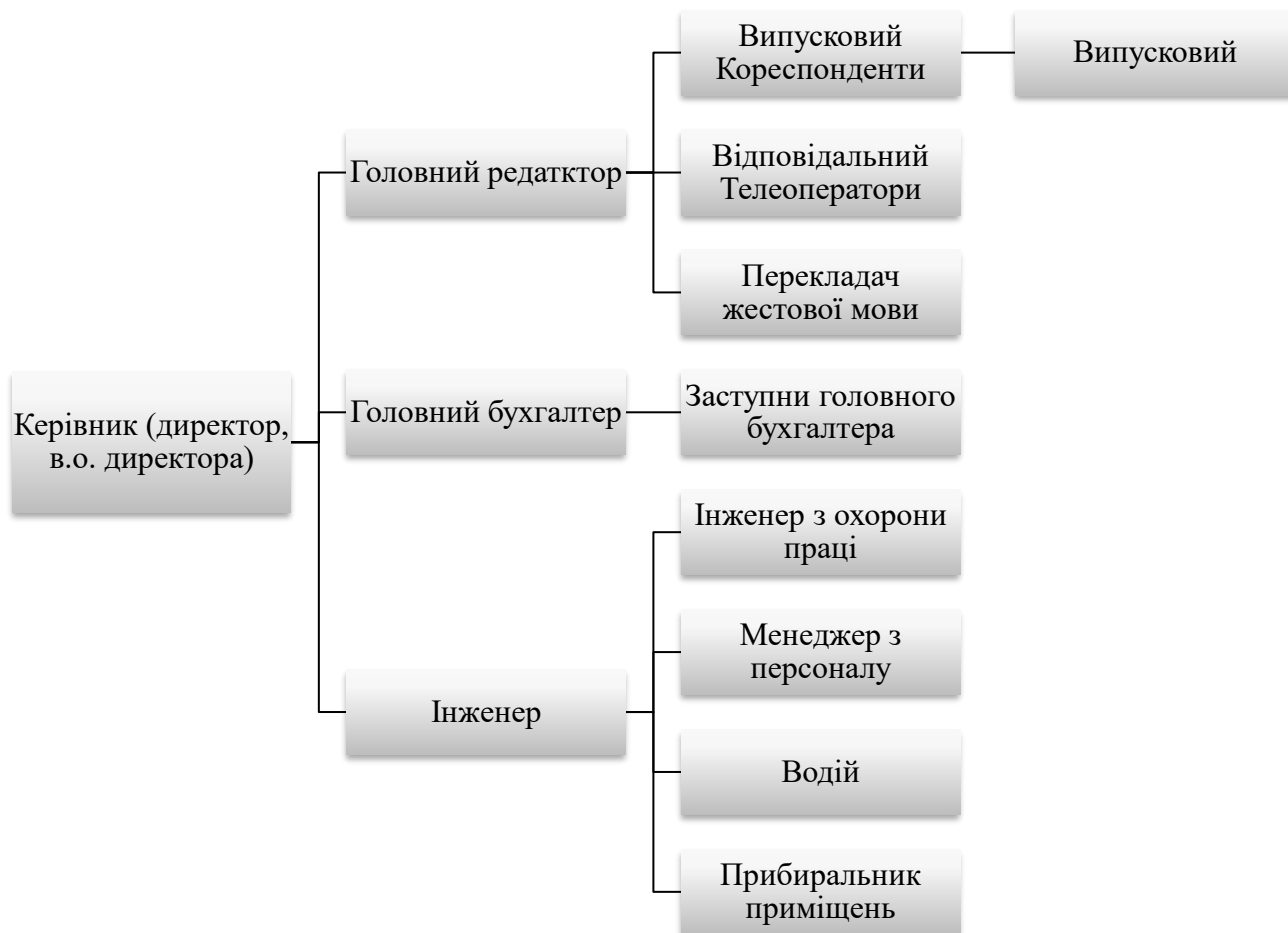 Випусковий
Кореспонденти
Випусковий
Головний редатктор
Відповідальний
Телеоператори
Перекладач
жестової мови
Керівник (директор,
в.о. директора)
Головний бухгалтер
Заступни головного
бухгалтера
Інженер з охорони
праці
Менеджер з
персоналу
Інженер
Водій
Прибиральник
приміщень